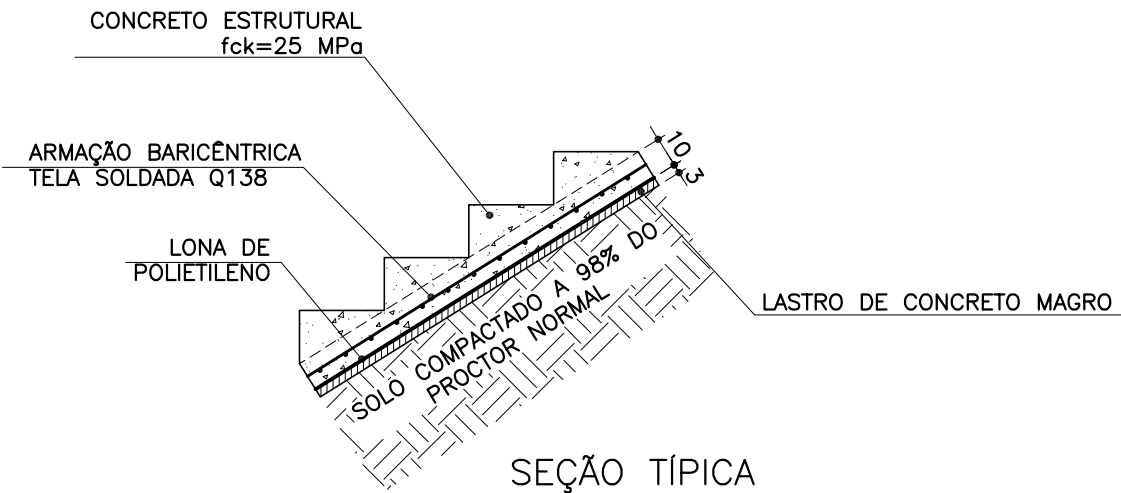 CONCRETO ESTRUTURAL
fck=25 MPa
ARMAÇÃO BARICÊNTRICA
TELA SOLDADA Q138
10
3
LONA DE
POLIETILENO
SOLO COMPACTADO A 98% DO
PROCTOR NORMAL
LASTRO DE CONCRETO MAGRO
SEÇÃO TÍPICA